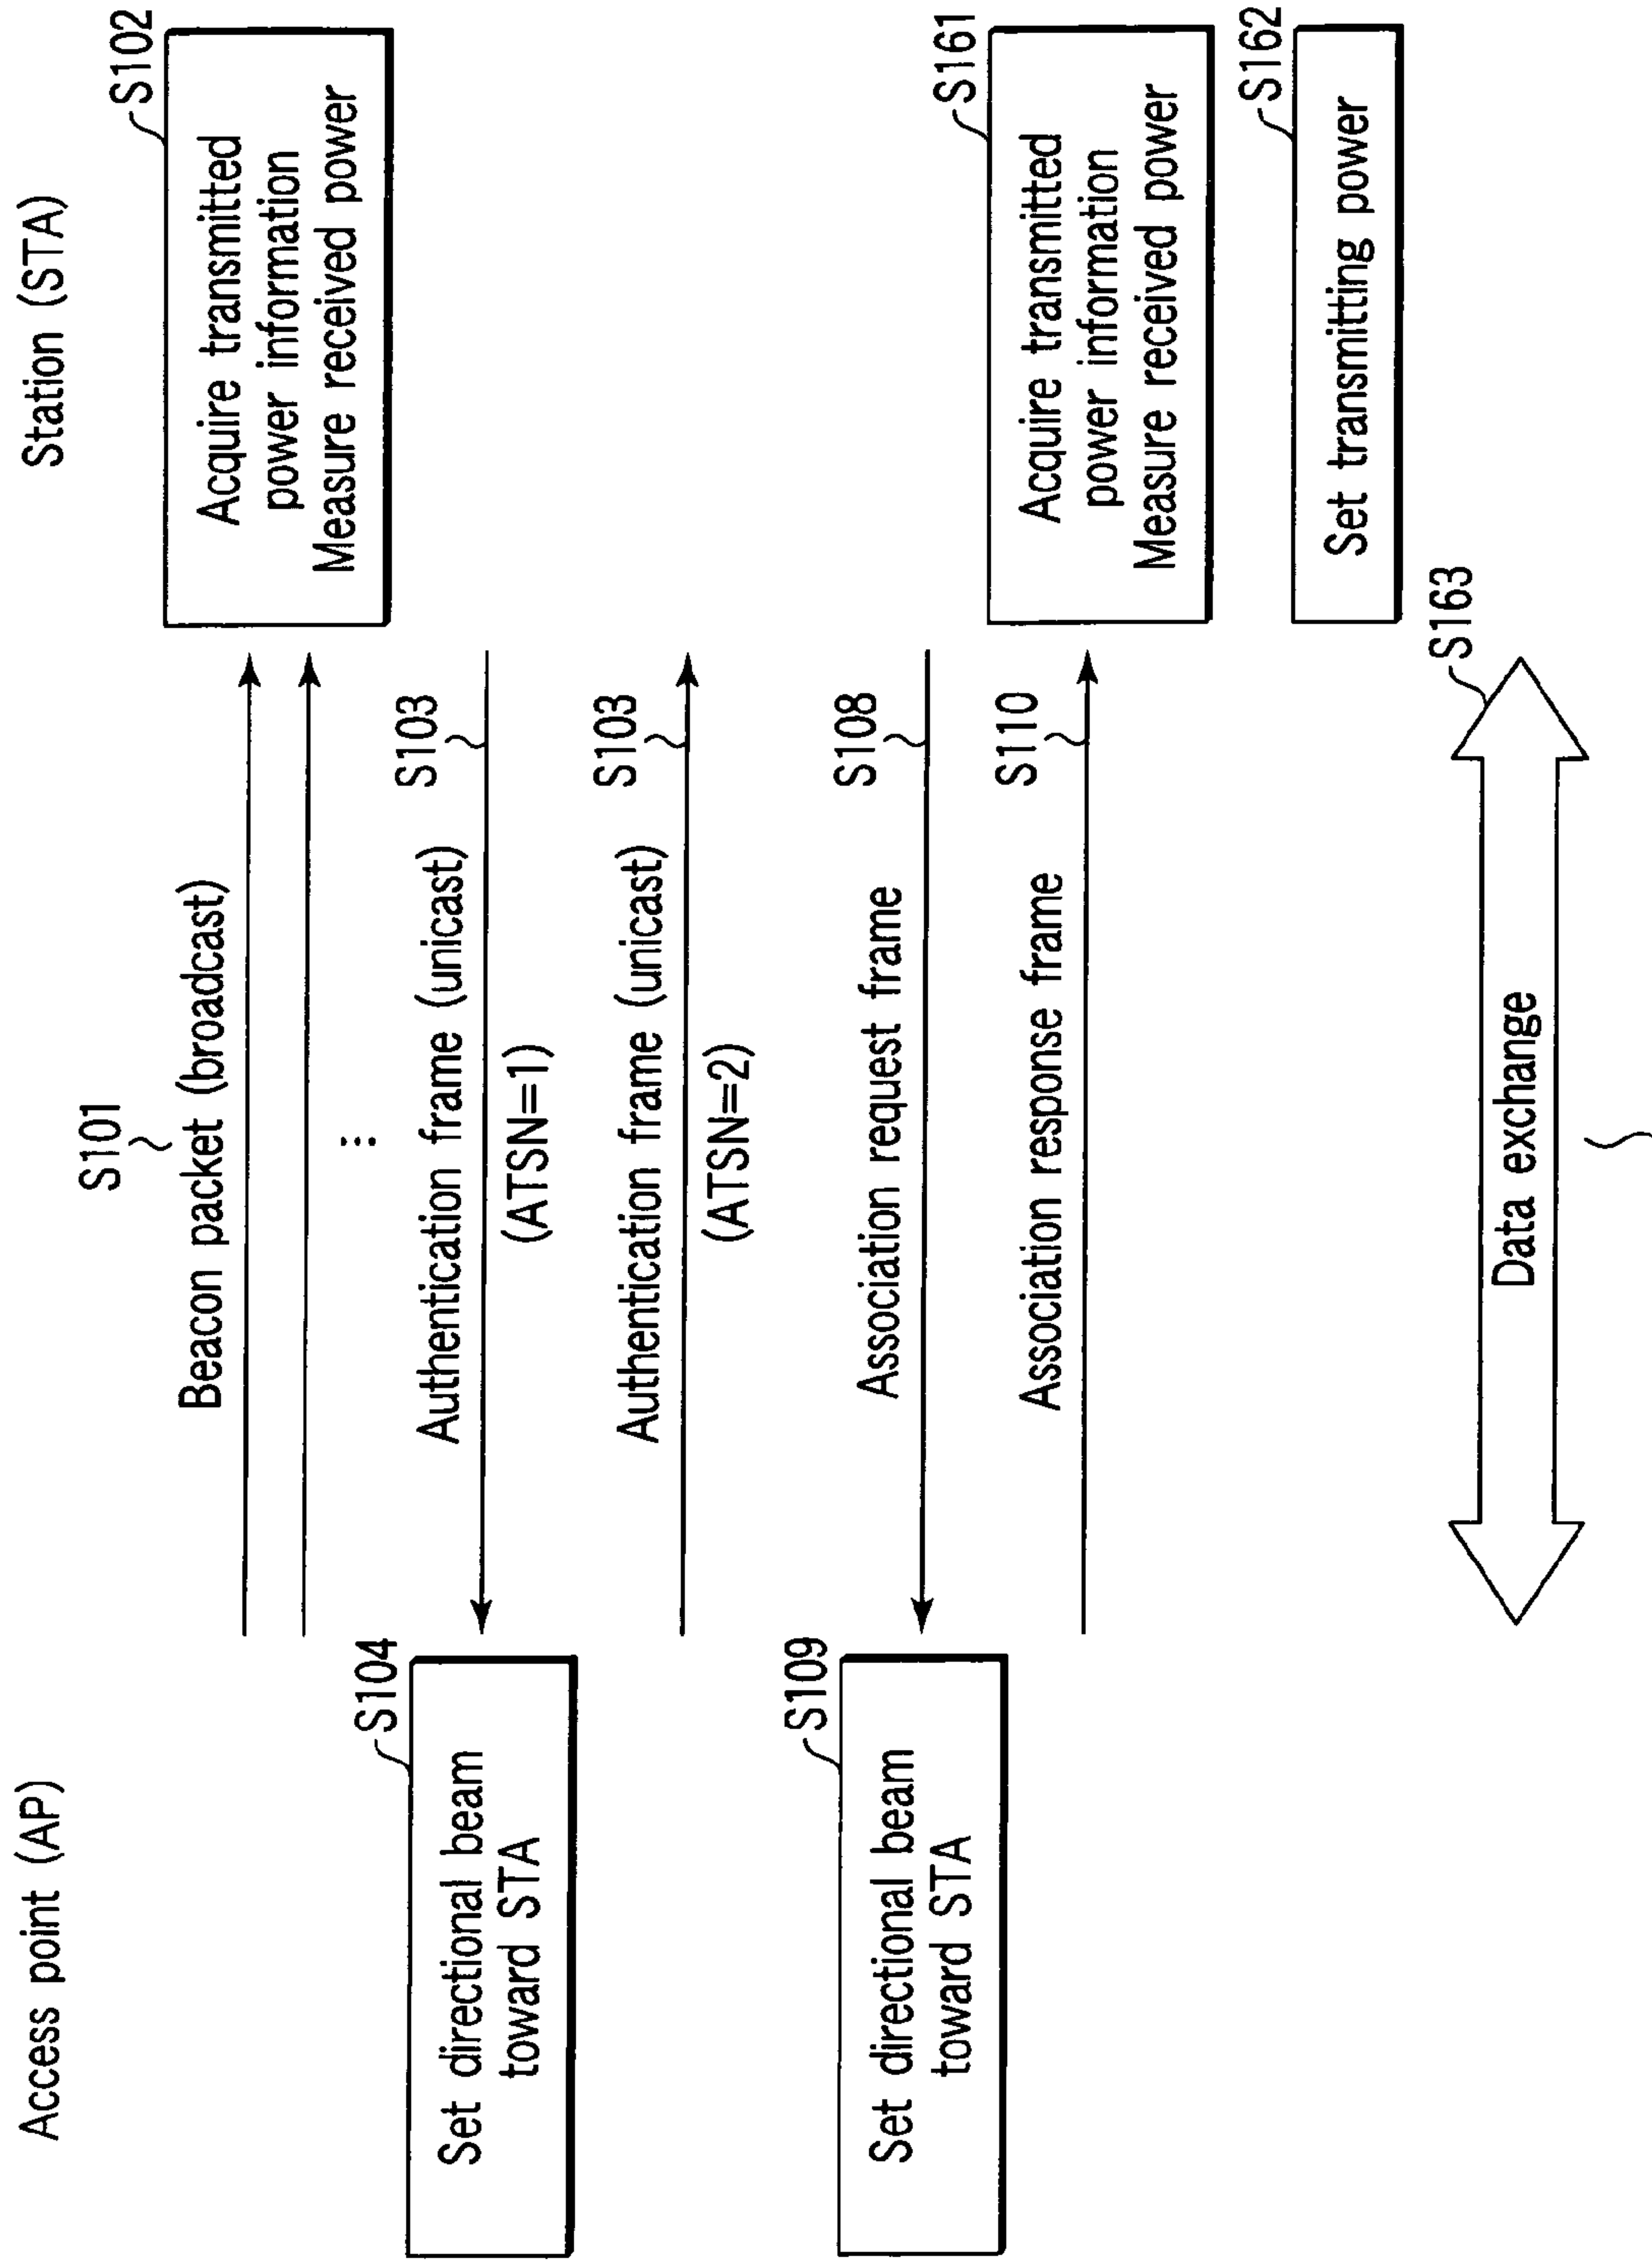 Access point (AP)
Station (STA)
S101
Beacon packet (broadcast)
S102
Acquire transmitted
power information
Measure received power
S103
Authentication frame (unicast)
(ATSN=1)
S104
Set directional beam
toward STA
S103
Authentication frame (unicast)
(ATSN=2)
S108
Association request frame
S109
Set directional beam
toward STA
S110
Association response frame
S161
Acquire transmitted
power information
Measure received power
S162
Set transmitting power
S163
Data exchange